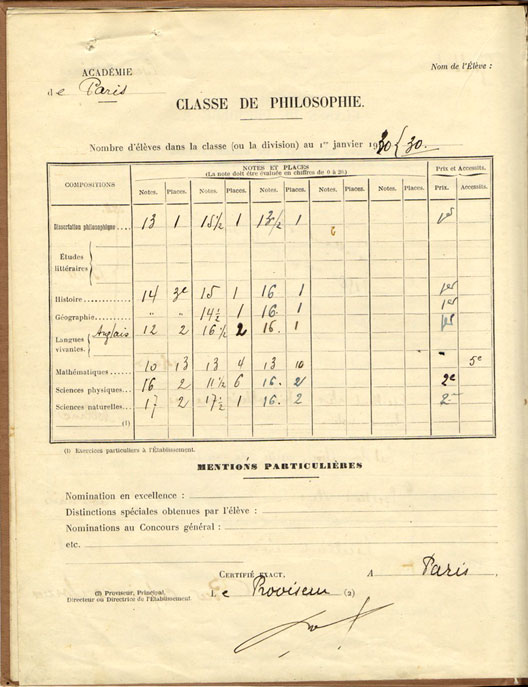 ACADÉMIE
Nom de l'Élève :
de Paris
CLASSE DE PHILOSOPHIE.
Nombre d'élèves dans la classe (ou la division) au 1er janvier 1930 { 30.
COMPOSITIONS
NOTES ET PLACES
(La note doit être évaluée en chiffres de 0 à 20.)
Prix et Accessits.
Notes. Places. Notes. Places. Notes. Places. Notes. Places. Notes. Places. Prix. Accessits.
Dissertation philosophique.... 13 1 15½ 1 13½ 1 1er
Études
littéraires
Histoire............ 14 3e 15 1 16 1 1er
Géographie......... " " 14½ 1 16. 1 1er
Langues vivantes. { Anglais 12 2 16½ 2 16. 1 1er
Mathématiques...... 10 13 13 4 13 10 5e
Sciences physiques... 16 2 11½ 6 16. 2 2e
Sciences naturelles... 17 2 17½ 1 16. 2 2
(1)
(1) Exercices particuliers à l'Établissement.
MENTIONS PARTICULIÈRES
Nomination en excellence :
Distinctions spéciales obtenues par l'élève :
Nominations au Concours général :
etc.
CERTIFIÉ EXACT, A Paris,
(2) Proviseur, Principal,
Directeur ou Directrice de l'Établissement.
Le Proviseur (2)